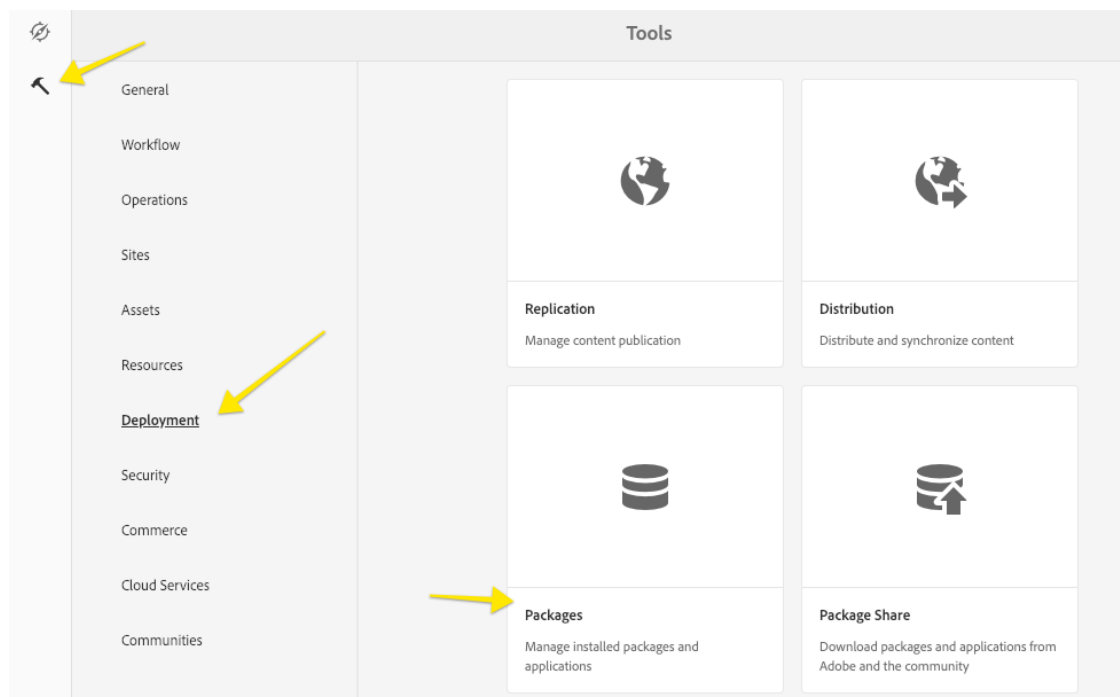 Tools
General
Workflow
Operations
Sites
Assets
Resources
Deployment
Security
Commerce
Cloud Services
Communities
Replication
Manage content publication
Distribution
Distribute and synchronize content
Packages
Manage installed packages and
applications
Package Share
Download packages and applications from
Adobe and the community